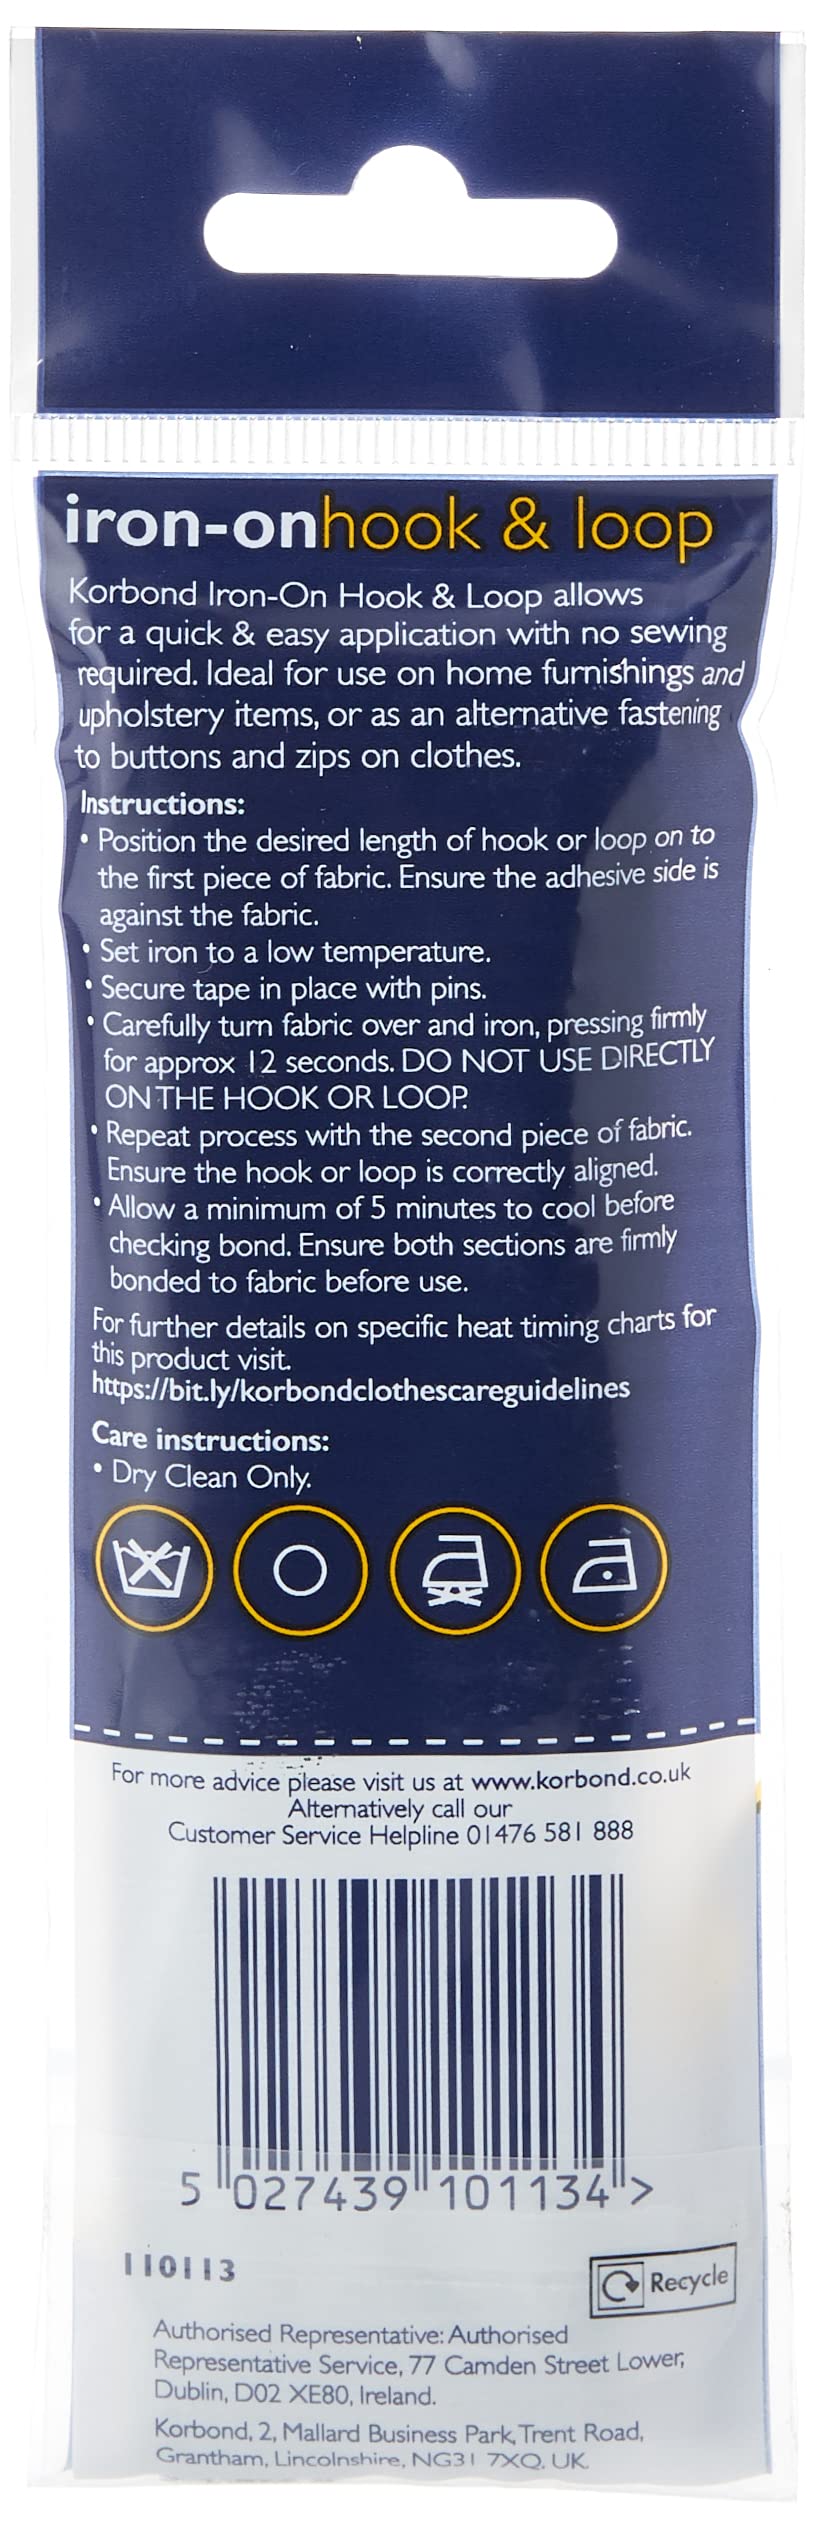 iron-onhook & loop
Korbond Iron-On Hook & Loop allows
for a quick & easy application with no sewing
required. Ideal for use on home furnishings and
upholstery items, or as an alternative fastening
to buttons and zips on clothes.
Instructions:
• Position the desired length of hook or loop on to
the first piece of fabric. Ensure the adhesive side is
against the fabric.
• Set iron to a low temperature.
• Secure tape in place with pins.
• Carefully turn fabric over and iron, pressing firmly
for approx 12 seconds. DO NOT USE DIRECTLY
ON THE HOOK OR LOOP.
• Repeat process with the second piece of fabric.
Ensure the hook or loop is correctly aligned.
• Allow a minimum of 5 minutes to cool before
checking bond. Ensure both sections are firmly
bonded to fabric before use.
For further details on specific heat timing charts for
this product visit.
https://bit.ly/korbondclothescareguidelines
Care instructions:
• Dry Clean Only.
For more advice please visit us at www.korbond.co.uk
Alternatively call our
Customer Service Helpline 01476 581 888
5 027439 101134 >
110113
Recycle
Authorised Representative: Authorised
Representative Service, 77 Camden Street Lower,
Dublin, D02 XE80, Ireland.
Korbond, 2, Mallard Business Park, Trent Road,
Grantham, Lincolnshire, NG31 7XQ. UK.